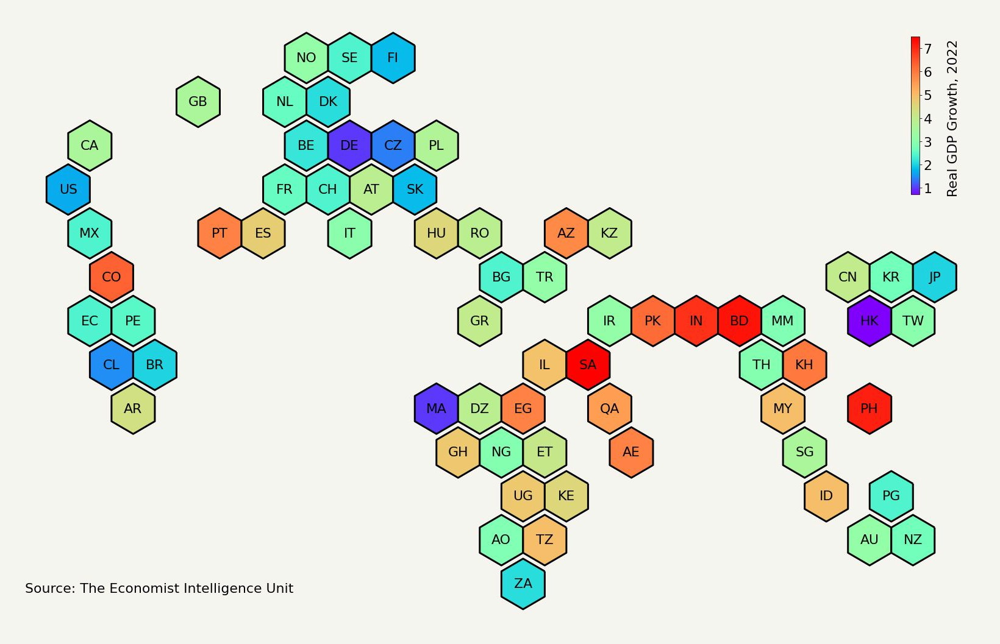 NO SE FI
GB NL DK
CA BE DE CZ PL
US FR CH AT SK
MX PT ES IT HU RO AZ KZ
CO BG TR CN KR JP
EC PE GR IR PK IN BD MM HK TW
CL BR IL SA TH KH
AR MA DZ EG QA MY PH
GH NG ET AE SG
UG KE ID PG
AO TZ AU NZ
ZA
Source: The Economist Intelligence Unit
7
6
5
4
3
2
1
Real GDP Growth, 2022